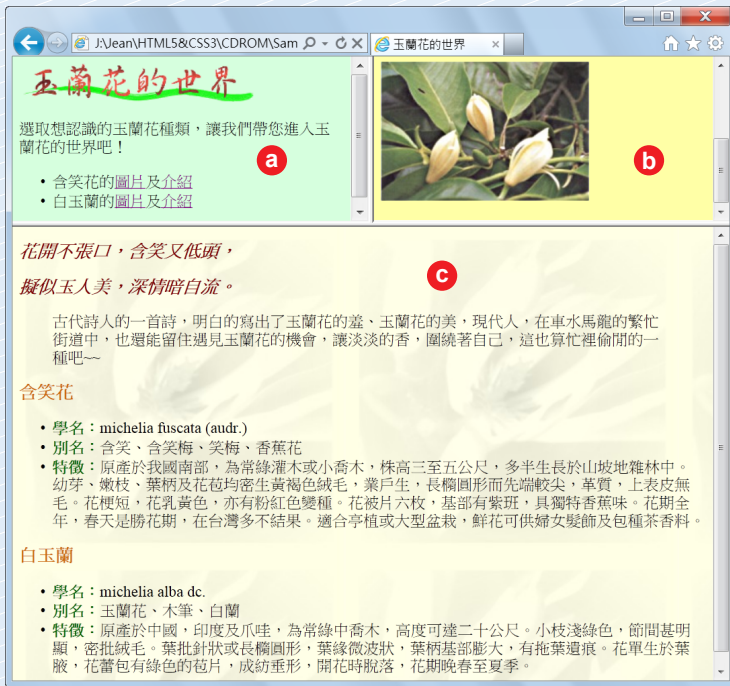 J:\Jean\HTML5&CSS3\CDROM\Sam
玉蘭花的世界
玉蘭花的世界
選取想認識的玉蘭花種類，讓我們帶您進入玉
蘭花的世界吧！
• 含笑花的圖片及介紹
• 白玉蘭的圖片及介紹
a
b
c
花開不張口，含笑又低頭，
擬似玉人美，深情暗自流。
古代詩人的一首詩，明白的寫出了玉蘭花的羞、玉蘭花的美，現代人，在車水馬龍的繁忙
街道中，也還能留住遇見玉蘭花的機會，讓淡淡的香，圍繞著自己，這也算忙裡偷閒的一
種吧~~
含笑花
• 學名：michelia fuscata (audr.)
• 別名：含笑、含笑梅、笑梅、香蕉花
• 特徵：原產於我國南部，為常綠灌木或小喬木，株高三至五公尺，多半生長於山坡地雜林中。
幼芽、嫩枝、葉柄及花苞均密生黃褐色絨毛，業戶生，長橢圓形而先端較尖，革質，上表皮無
毛。花梗短，花乳黃色，亦有粉紅色變種。花被片六枚，基部有紫班，具獨特香蕉味。花期全
年，春天是勝花期，在台灣多不結果。適合亭植或大型盆栽，鮮花可供婦女髮飾及包種茶香料。
白玉蘭
• 學名：michelia alba dc.
• 別名：玉蘭花、木筆、白蘭
• 特徵：原產於中國，印度及爪哇，為常綠中喬木，高度可達二十公尺。小枝淺綠色，節間甚明
顯，密批絨毛。葉批針狀或長橢圓形，葉緣微波狀，葉柄基部膨大，有拖葉遺痕。花單生於葉
腋，花蕾包有綠色的苞片，成紡垂形，開花時脫落，花期晚春至夏季。